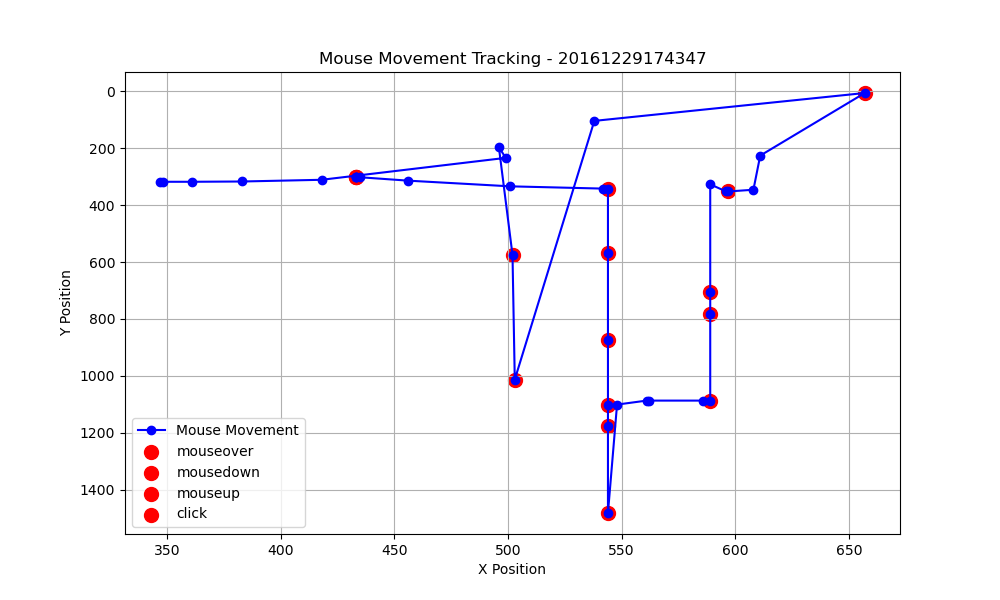 Mouse Movement Tracking - 20161229174347
0
200
400
600
800
1000
1200
1400
Y Position
Mouse Movement
mouseover
mousedown
mouseup
click
350
400
450
500
550
600
650
X Position